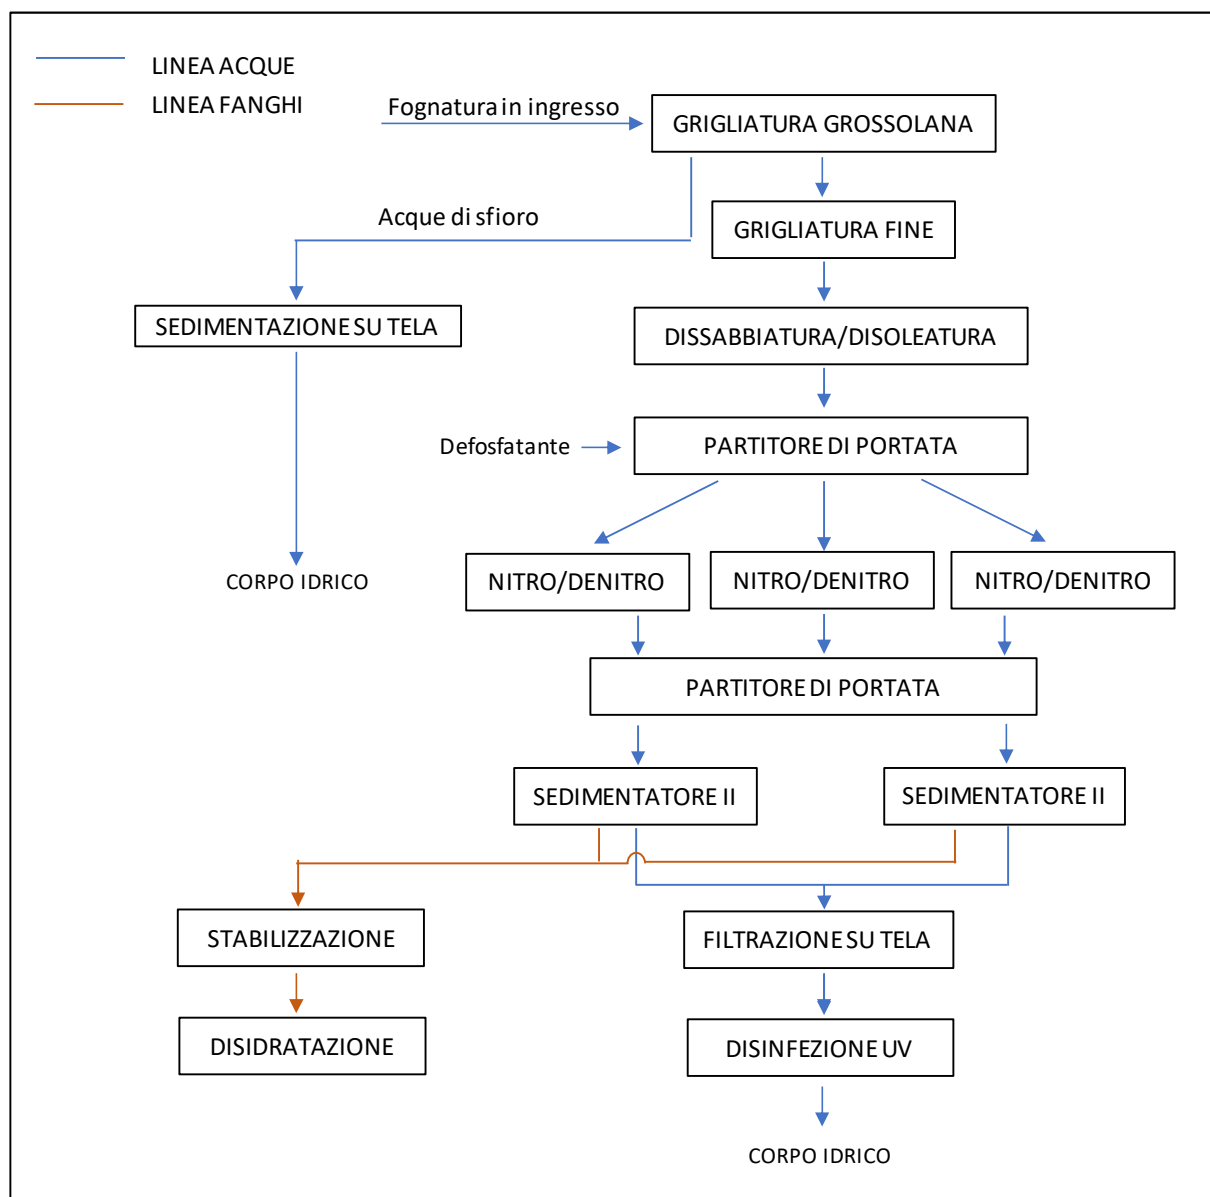 LINEA ACQUE
LINEA FANGHI
Fognatura in ingresso
GRIGLIATURA GROSSOLANA
Acque di sfioro
GRIGLIATURA FINE
SEDIMENTAZIONE SU TELA
DISSABBIATURA/DISOLEATURA
Defosfatante
PARTITORE DI PORTATA
CORPO IDRICO
NITRO/DENITRO
NITRO/DENITRO
NITRO/DENITRO
PARTITORE DI PORTATA
SEDIMENTATORE II
SEDIMENTATORE II
STABILIZZAZIONE
FILTRAZIONE SU TELA
DISIDRATAZIONE
DISINFEZIONE UV
CORPO IDRICO